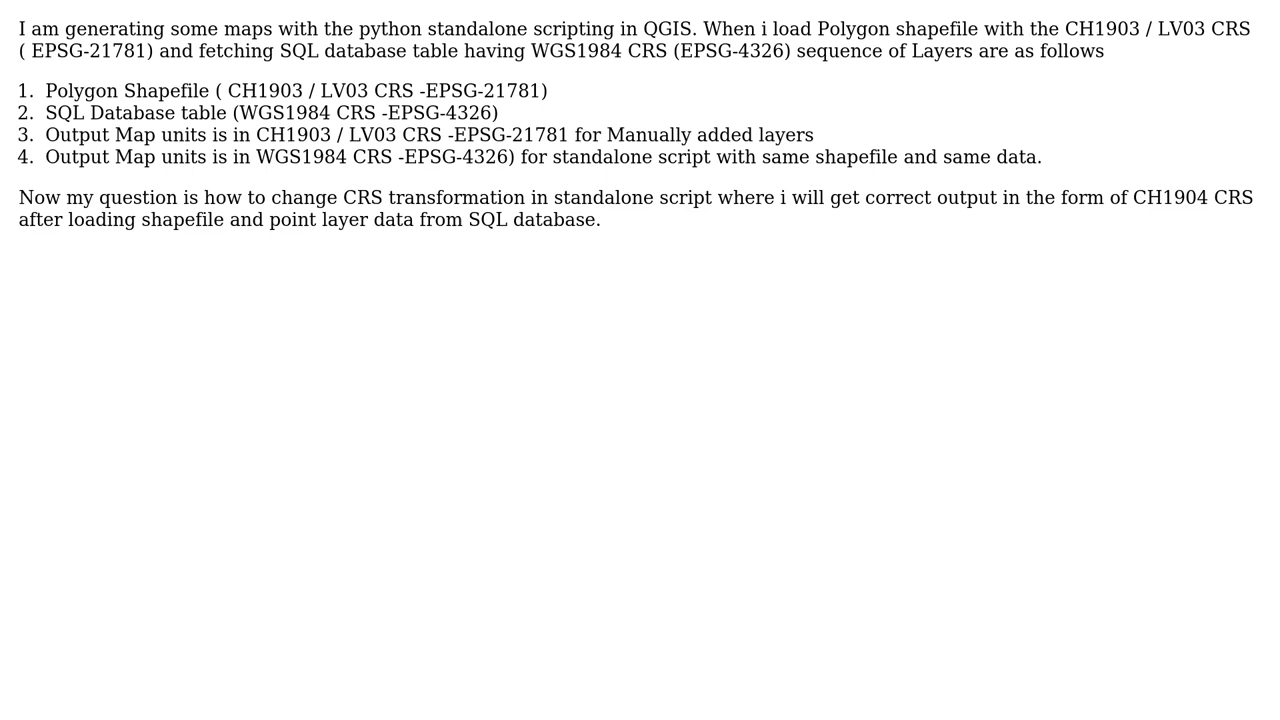 I am generating some maps with the python standalone scripting in QGIS. When i load Polygon shapefile with the CH1903 / LV03 CRS
( EPSG-21781) and fetching SQL database table having WGS1984 CRS (EPSG-4326) sequence of Layers are as follows
1. Polygon Shapefile ( CH1903 / LV03 CRS -EPSG-21781)
2. SQL Database table (WGS1984 CRS -EPSG-4326)
3. Output Map units is in CH1903 / LV03 CRS -EPSG-21781 for Manually added layers
4. Output Map units is in WGS1984 CRS -EPSG-4326) for standalone script with same shapefile and same data.
Now my question is how to change CRS transformation in standalone script where i will get correct output in the form of CH1904 CRS
after loading shapefile and point layer data from SQL database.